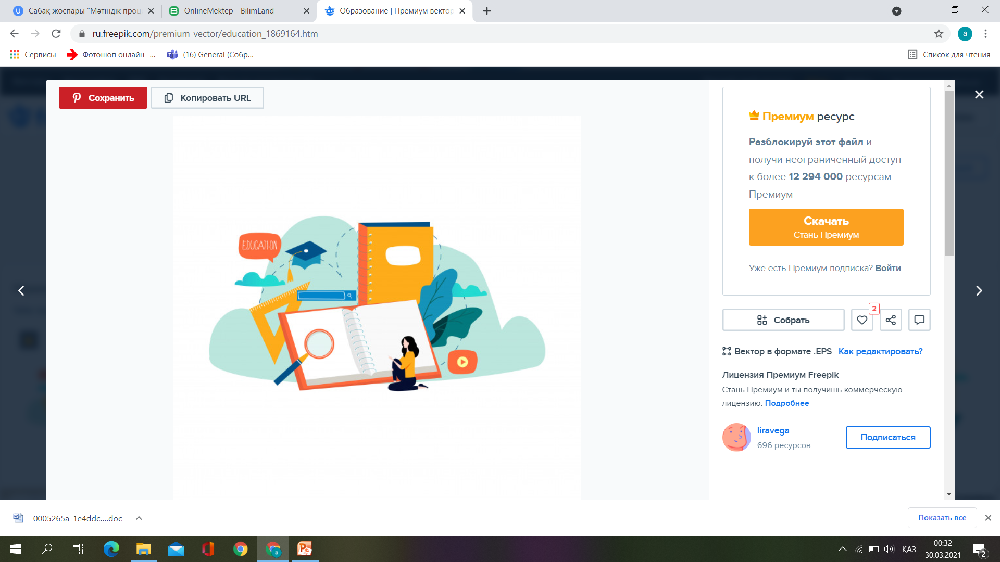 Сабақ жоспары "Мәтіндік проц
OnlineMektep - BilimLand
Образование | Премиум вектор
ru.freepik.com/premium-vector/education_1869164.htm
a
Сервисы
Фотошоп онлайн -...
(16) General (Собр...
Список для чтения
Сохранить
Копировать URL
Премиум ресурс
Разблокируй этот файл и
получи неограниченный доступ
к более 12 294 000 ресурсам
Премиум
Скачать
Стань Премиум
EDUCATION
Уже есть Премиум-подписка? Войти
2
Собрать
Вектор в формате .EPS Как редактировать?
Лицензия Премиум Freepik
Стань Премиум и ты получишь коммерческую
лицензию. Подробнее
liravega
696 ресурсов
Подписаться
0005265a-1e4ddc....doc
Показать все
ҚАЗ
00:32
30.03.2021
2